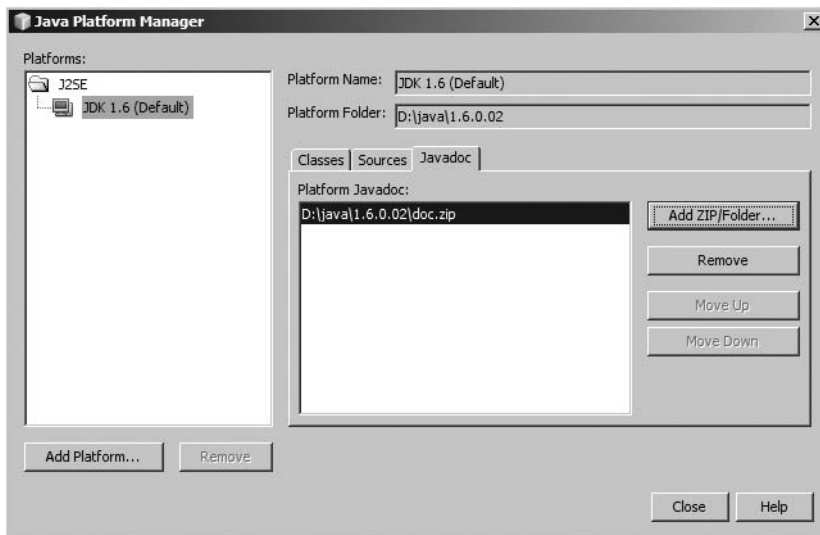 Java Platform Manager
Platforms:
J2SE
JDK 1.6 (Default)
Platform Name: JDK 1.6 (Default)
Platform Folder: D:\java\1.6.0.02
Classes Sources Javadoc
Platform Javadoc:
D:\java\1.6.0.02\doc.zip
Add ZIP/Folder...
Remove
Move Up
Move Down
Add Platform... Remove
Close Help